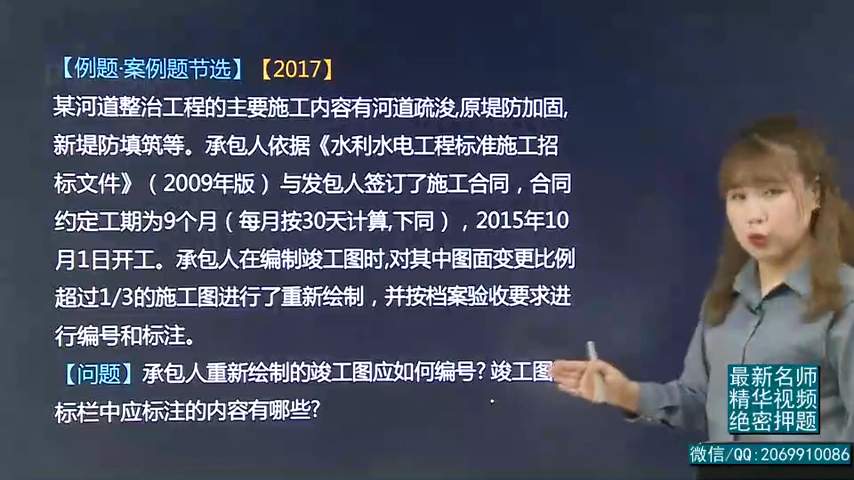 【例题·案例题节选】【2017】
某河道整治工程的主要施工内容有河道疏浚,原堤防加固,
新堤防填筑等。承包人依据《水利水电工程标准施工招
标文件》（2009年版）与发包人签订了施工合同，合同
约定工期为9个月（每月按30天计算,下同），2015年10
月1日开工。承包人在编制竣工图时,对其中图面变更比例
超过1/3的施工图进行了重新绘制，并按档案验收要求进
行编号和标注。
【问题】承包人重新绘制的竣工图应如何编号? 竣工图
标栏中应标注的内容有哪些?
最新名师
精华视频
绝密押题
微信/QQ:2069910086